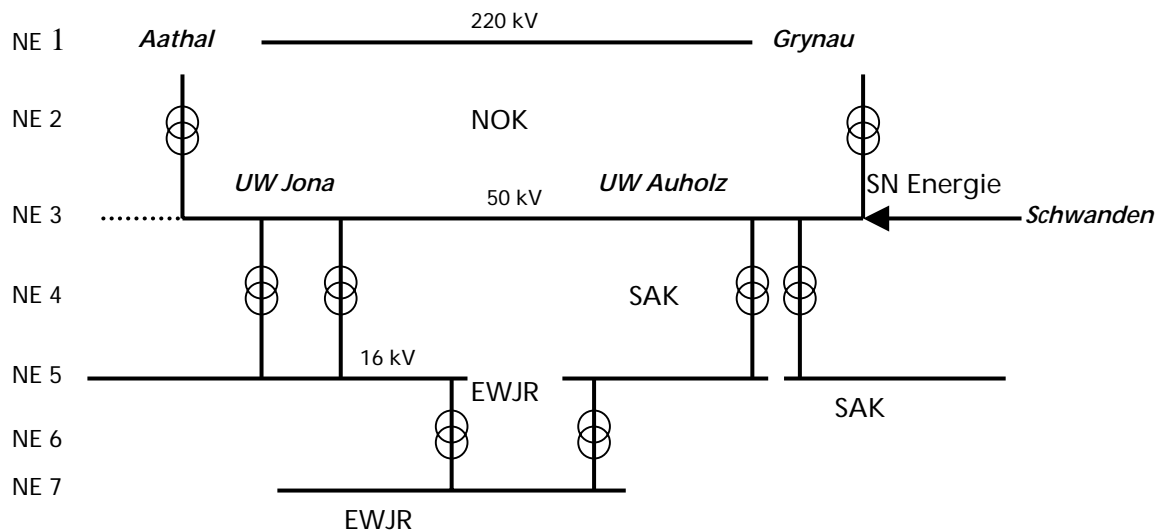 220 kV
NE 1 Aathal Grynau
NE 2 NOK
UW Jona UW Auholz SN Energie
NE 3 50 kV Schwanden
NE 4 SAK
16 kV
NE 5 EWJR SAK
NE 6
NE 7
EWJR